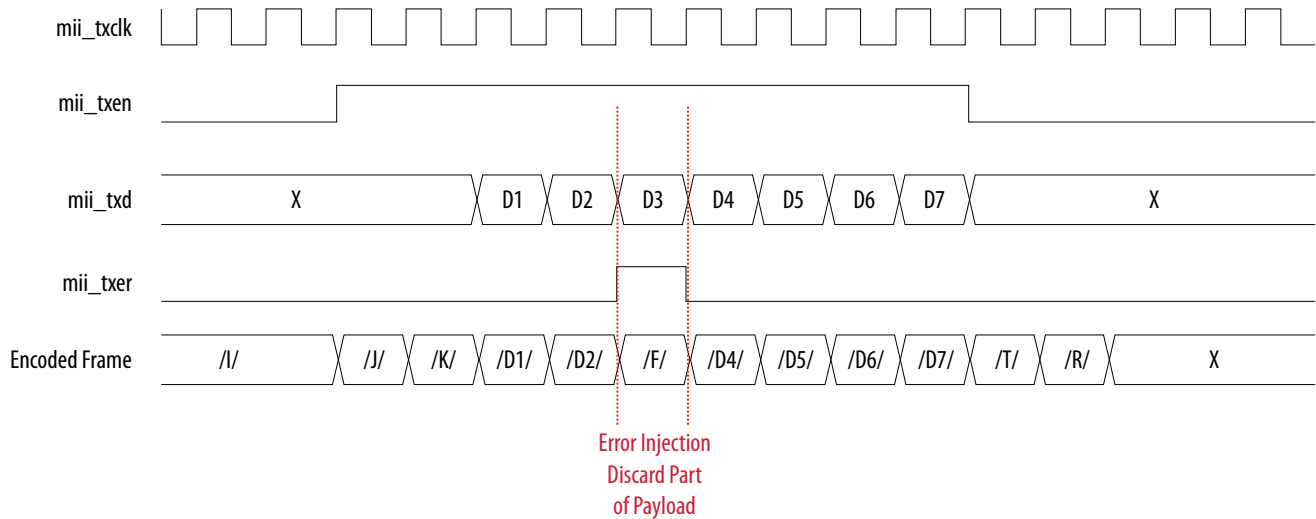 mii_txclk
mii_txen
mii_txd X D1 D2 D3 D4 D5 D6 D7 X
mii_txer
Encoded Frame /I/ /J/ /K/ /D1/ /D2/ /F/ /D4/ /D5/ /D6/ /D7/ /T/ /R/ X
Error Injection
Discard Part
of Payload